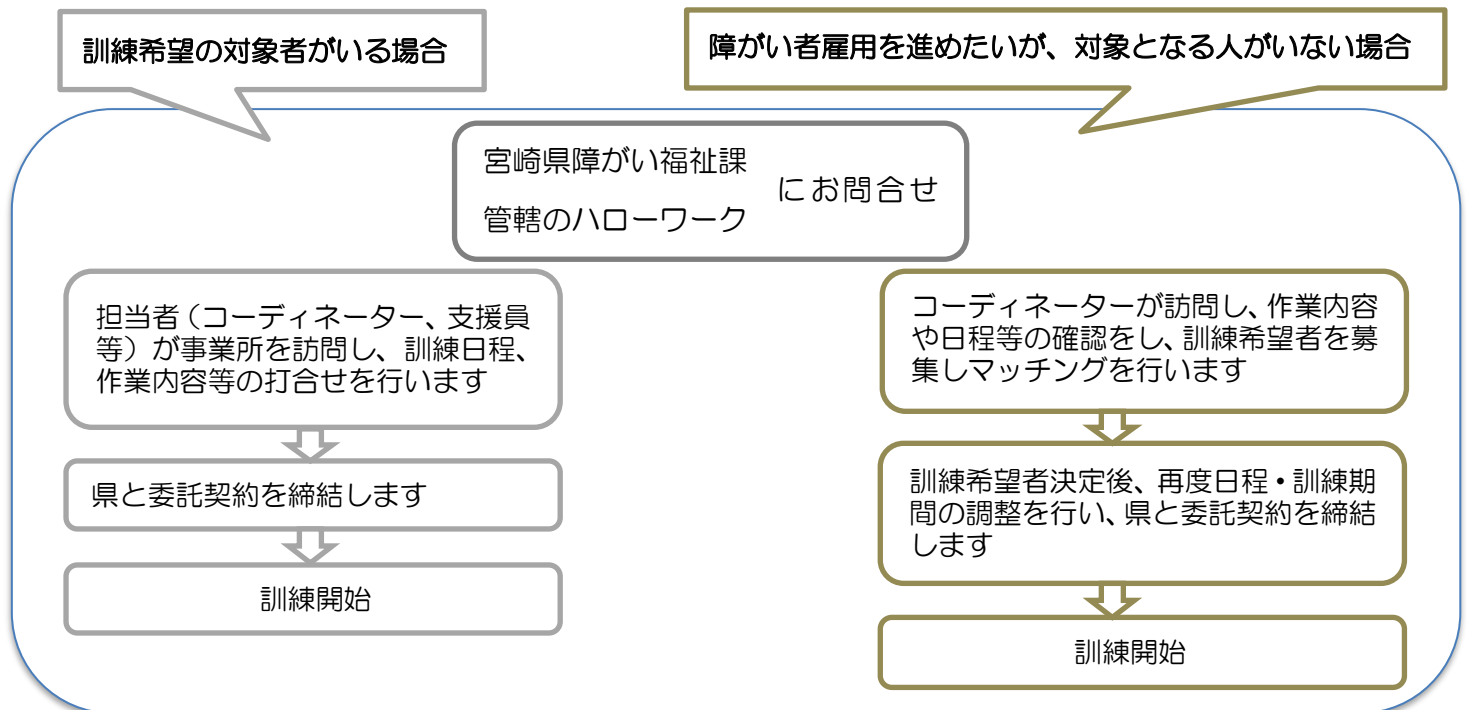 訓練希望の対象者がいる場合
障がい者雇用を進めたいが、対象となる人がいない場合
宮崎県障がい福祉課
管轄のハローワーク
にお問合せ
担当者（コーディネーター、支援員
等）が事業所を訪問し、訓練日程、
作業内容等の打合せを行います
県と委託契約を締結します
訓練開始
コーディネーターが訪問し、作業内容
や日程等の確認をし、訓練希望者を募
集しマッチングを行います
訓練希望者決定後、再度日程・訓練期
間の調整を行い、県と委託契約を締結
します
訓練開始